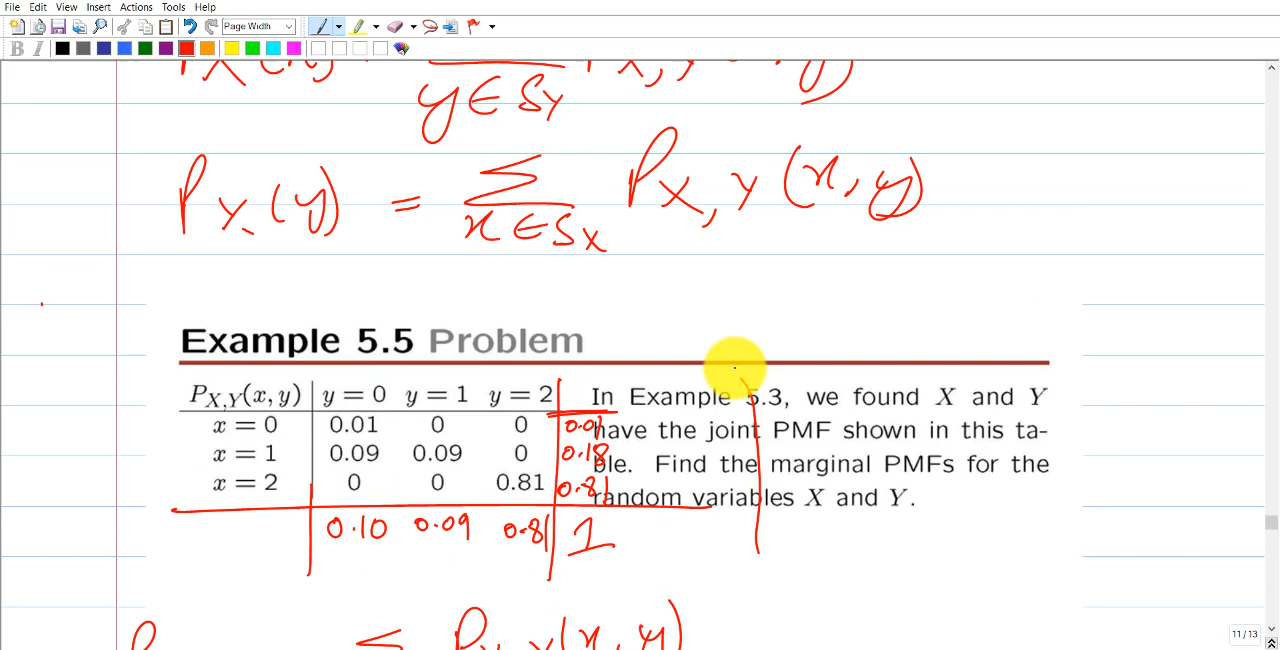 File Edit View Insert Actions Tools Help
Page Width
B I
y ∈ S_Y
P_Y(y) = Σ_{x ∈ S_X} P_{X,Y}(x,y)
Example 5.5 Problem
P_{X,Y}(x,y) y = 0 y = 1 y = 2
x = 0 0.01 0 0 0.01
x = 1 0.09 0.09 0 0.18
x = 2 0 0 0.81 0.81
0.10 0.09 0.81 1
In Example 5.3, we found X and Y
have the joint PMF shown in this ta-
ble. Find the marginal PMFs for the
random variables X and Y.
11 / 13